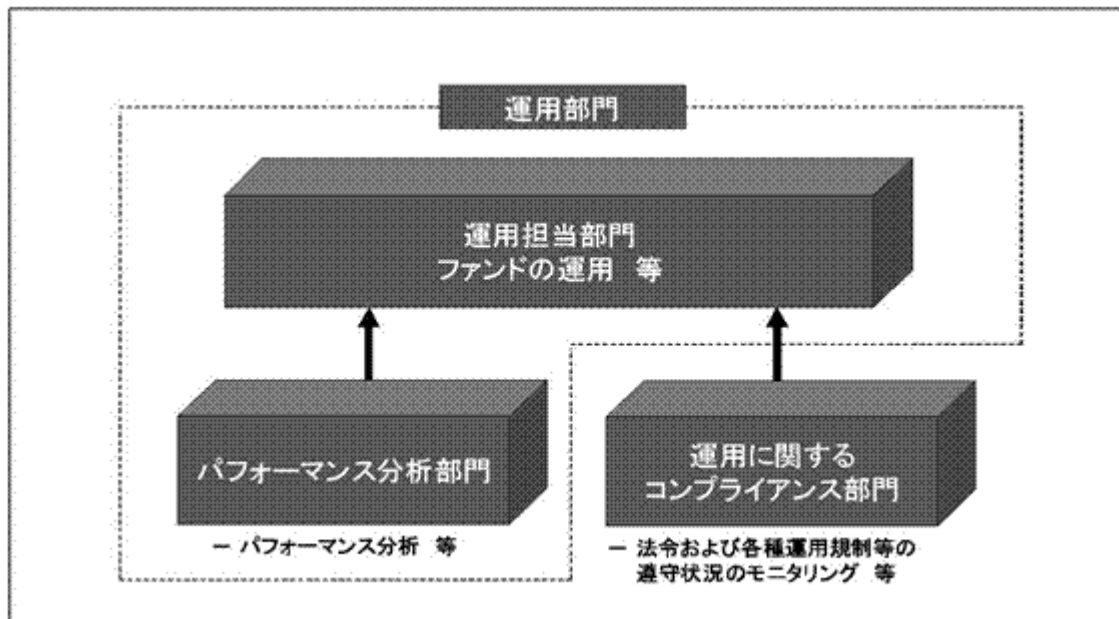 運用部門
運用担当部門
ファンドの運用 等
パフォーマンス分析部門
－ パフォーマンス分析 等
運用に関する
コンプライアンス部門
－ 法令および各種運用規制等の
遵守状況のモニタリング 等